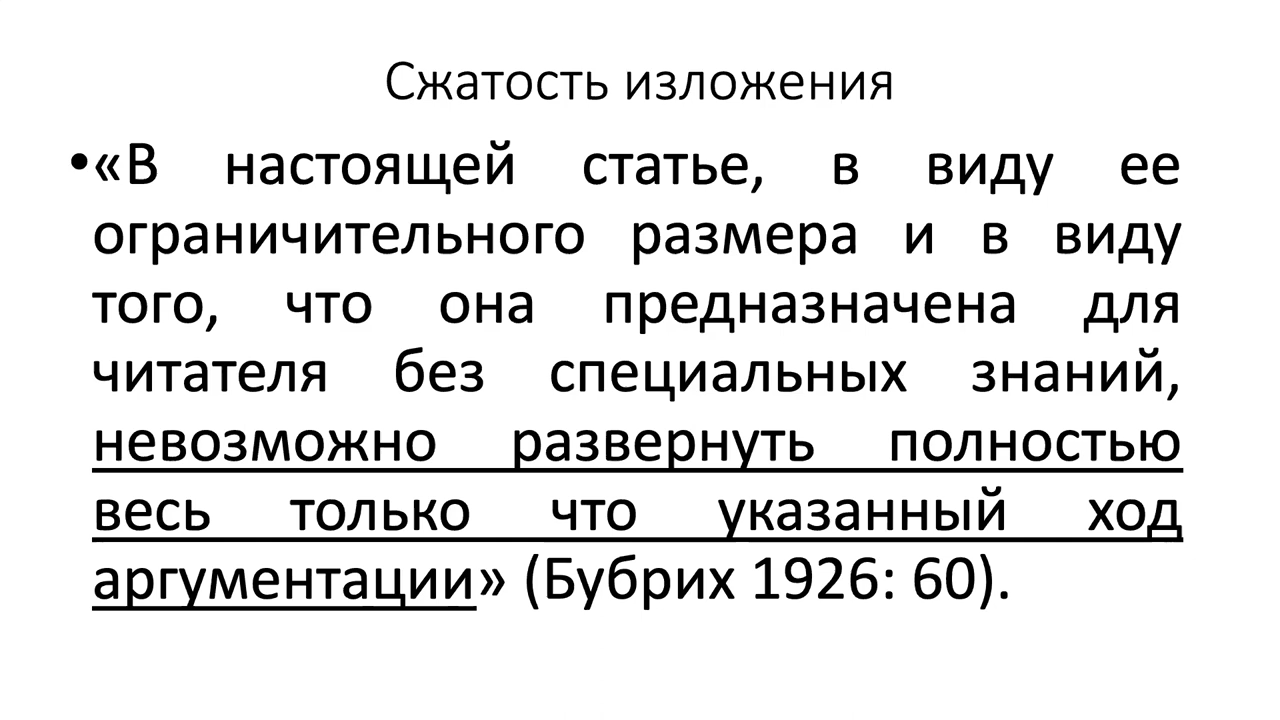 Сжатость изложения
•«В настоящей статье, в виду ее
ограничительного размера и в виду
того, что она предназначена для
читателя без специальных знаний,
невозможно развернуть полностью
весь только что указанный ход
аргументации» (Бубрих 1926: 60).